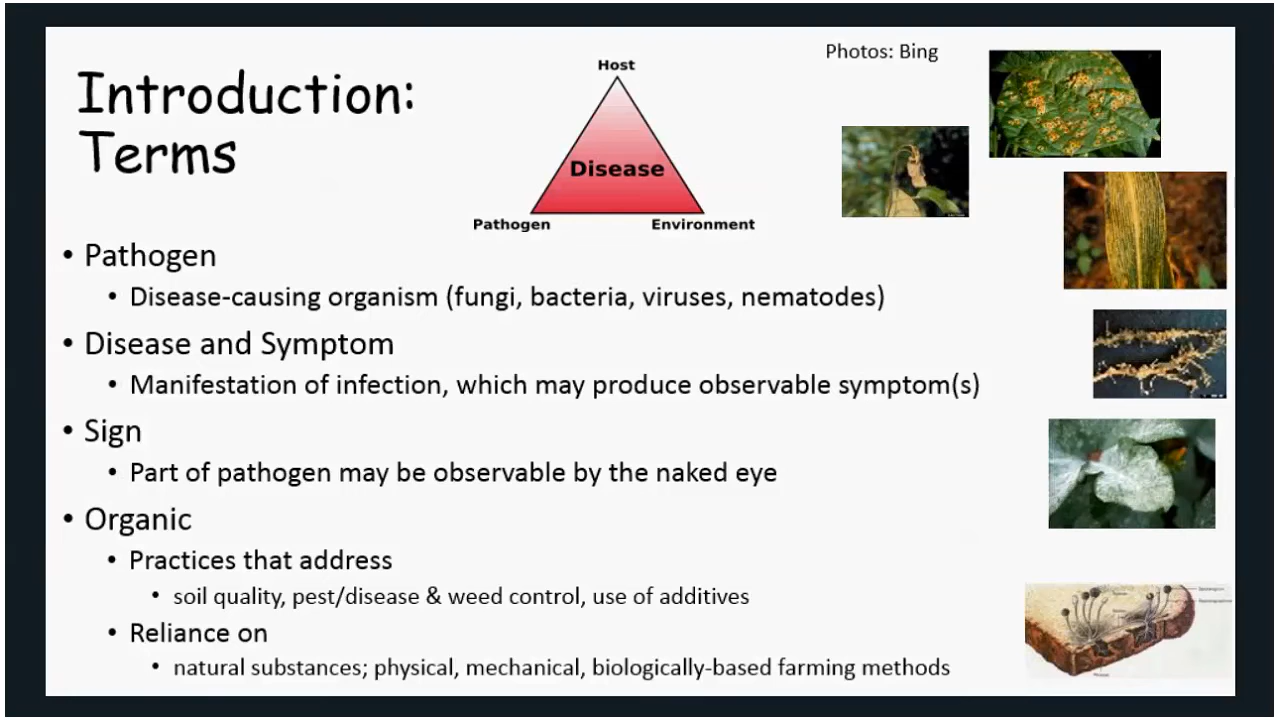 Introduction:
Terms
Host
Disease
Pathogen
Environment
Photos: Bing
• Pathogen
• Disease-causing organism (fungi, bacteria, viruses, nematodes)
• Disease and Symptom
• Manifestation of infection, which may produce observable symptom(s)
• Sign
• Part of pathogen may be observable by the naked eye
• Organic
• Practices that address
• soil quality, pest/disease & weed control, use of additives
• Reliance on
• natural substances; physical, mechanical, biologically-based farming methods